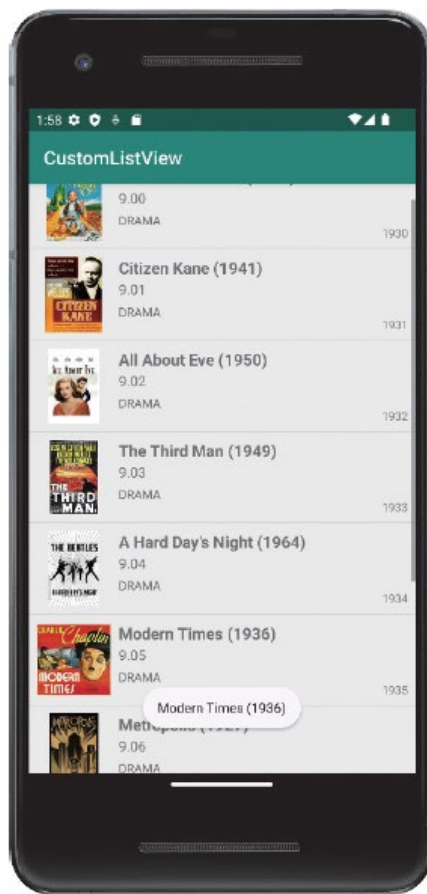 1:58
CustomListView
9.00
DRAMA
1930
Citizen Kane (1941)
9.01
DRAMA
1931
CITIZEN
KANE
All About Eve (1950)
9.02
DRAMA
1932
All About Eve
The Third Man (1949)
9.03
DRAMA
1933
THE
THIRD
MAN
A Hard Day's Night (1964)
9.04
DRAMA
1934
THE BEATLES
Modern Times (1936)
9.05
DRAMA
1935
Chaplin
MODERN
TIMES
Modern Times (1936)
9.06
DRAMA